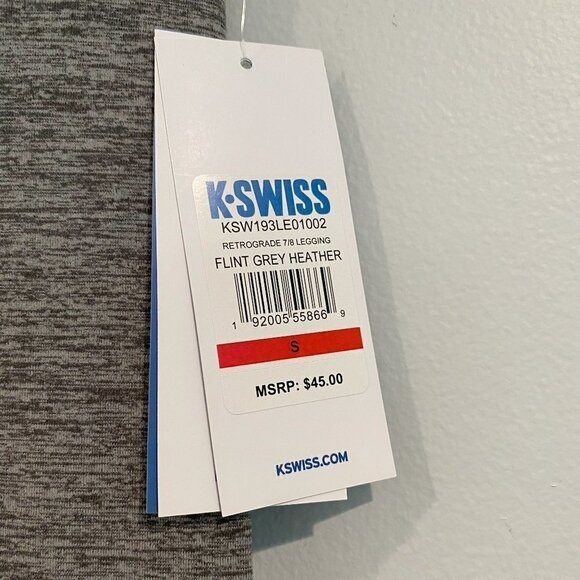 K·SWISS
KSW193LE01002
RETROGRADE 7/8 LEGGING
FLINT GREY HEATHER
1 92005 55866 9
S
MSRP: $45.00
KSWISS.COM